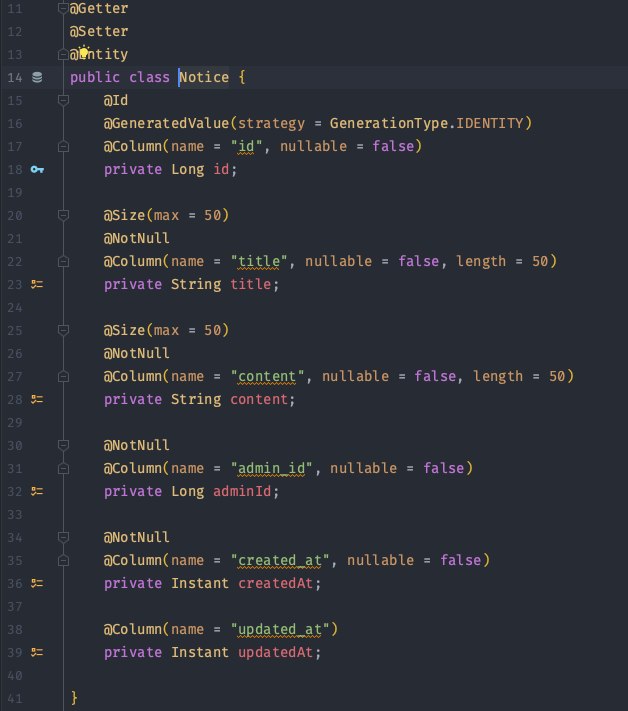 11 @Getter
12 @Setter
13 @Entity
14 public class Notice {
15 @Id
16 @GeneratedValue(strategy = GenerationType.IDENTITY)
17 @Column(name = "id", nullable = false)
18 private Long id;
19
20 @Size(max = 50)
21 @NotNull
22 @Column(name = "title", nullable = false, length = 50)
23 private String title;
24
25 @Size(max = 50)
26 @NotNull
27 @Column(name = "content", nullable = false, length = 50)
28 private String content;
29
30 @NotNull
31 @Column(name = "admin_id", nullable = false)
32 private Long adminId;
33
34 @NotNull
35 @Column(name = "created_at", nullable = false)
36 private Instant createdAt;
37
38 @Column(name = "updated_at")
39 private Instant updatedAt;
40
41 }